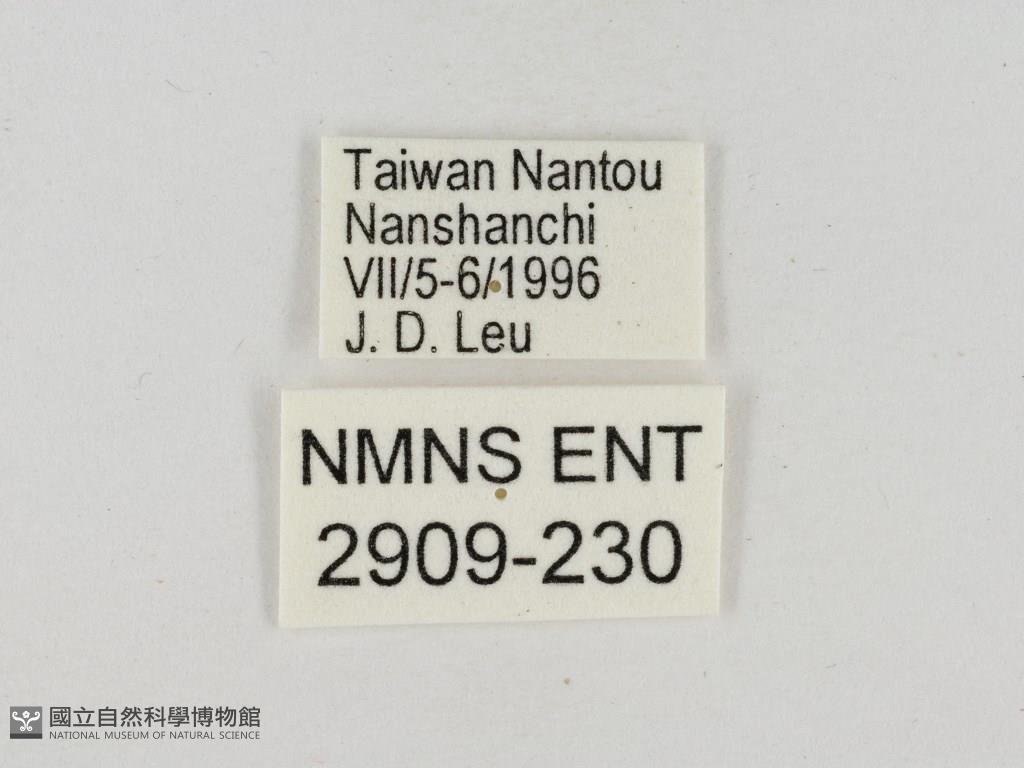 Taiwan Nantou
Nanshanchi
VII/5-6/1996
J. D. Leu
NMNS ENT
2909-230
國立自然科學博物館
NATIONAL MUSEUM OF NATURAL SCIENCE